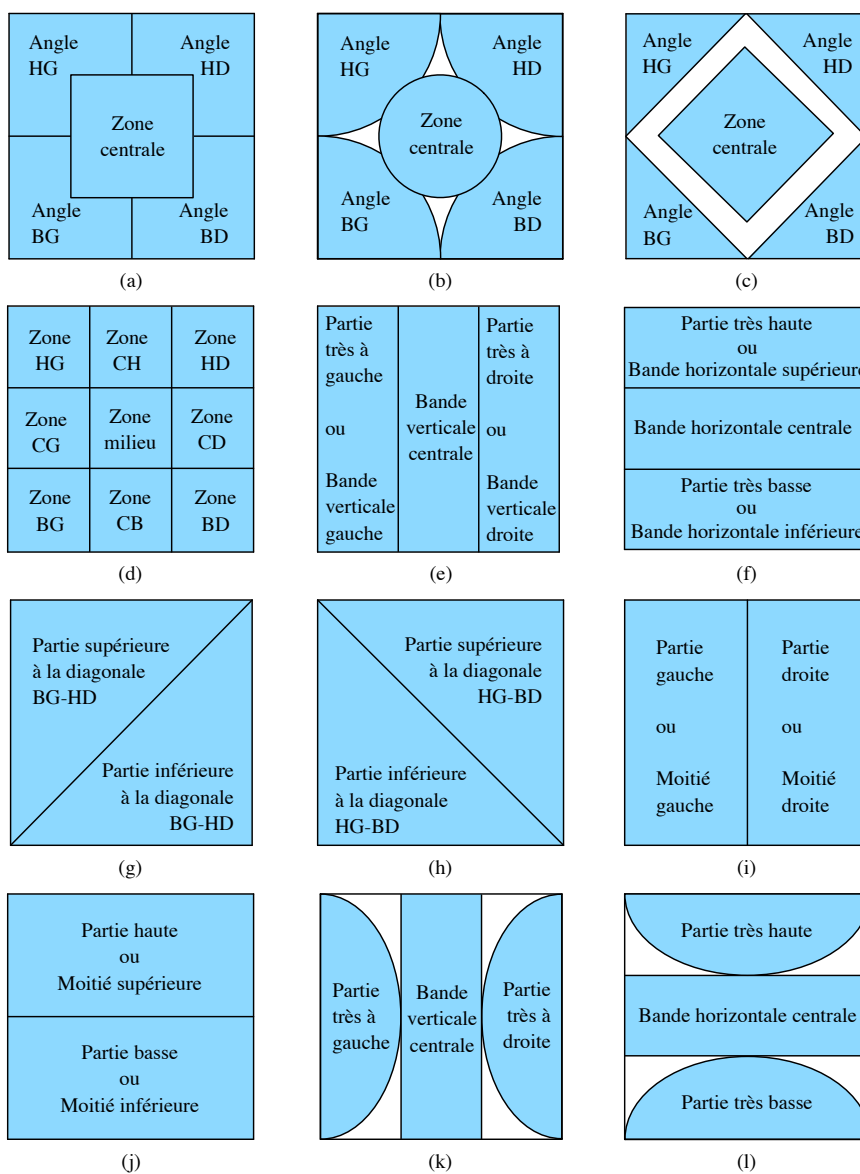 Angle
HG
Angle
HD
Zone
centrale
Angle
BG
Angle
BD
(a)
Angle
HG
Angle
HD
Zone
centrale
Angle
BG
Angle
BD
(b)
Angle
HG
Angle
HD
Zone
centrale
Angle
BG
Angle
BD
(c)
Zone
HG
Zone
CH
Zone
HD
Zone
CG
Zone
milieu
Zone
CD
Zone
BG
Zone
CB
Zone
BD
(d)
Partie
très à
gauche
ou
Bande
verticale
gauche
Bande
verticale
centrale
Partie
très à
droite
ou
Bande
verticale
droite
(e)
Partie très haute
ou
Bande horizontale supérieure
Bande horizontale centrale
Partie très basse
ou
Bande horizontale inférieure
(f)
Partie supérieure
à la diagonale
BG-HD
Partie inférieure
à la diagonale
BG-HD
(g)
Partie supérieure
à la diagonale
HG-BD
Partie inférieure
à la diagonale
HG-BD
(h)
Partie
gauche
ou
Moitié
gauche
Partie
droite
ou
Moitié
droite
(i)
Partie haute
ou
Moitié supérieure
Partie basse
ou
Moitié inférieure
(j)
Partie
très à
gauche
Bande
verticale
centrale
Partie
très à
droite
(k)
Partie très haute
Bande horizontale centrale
Partie très basse
(l)